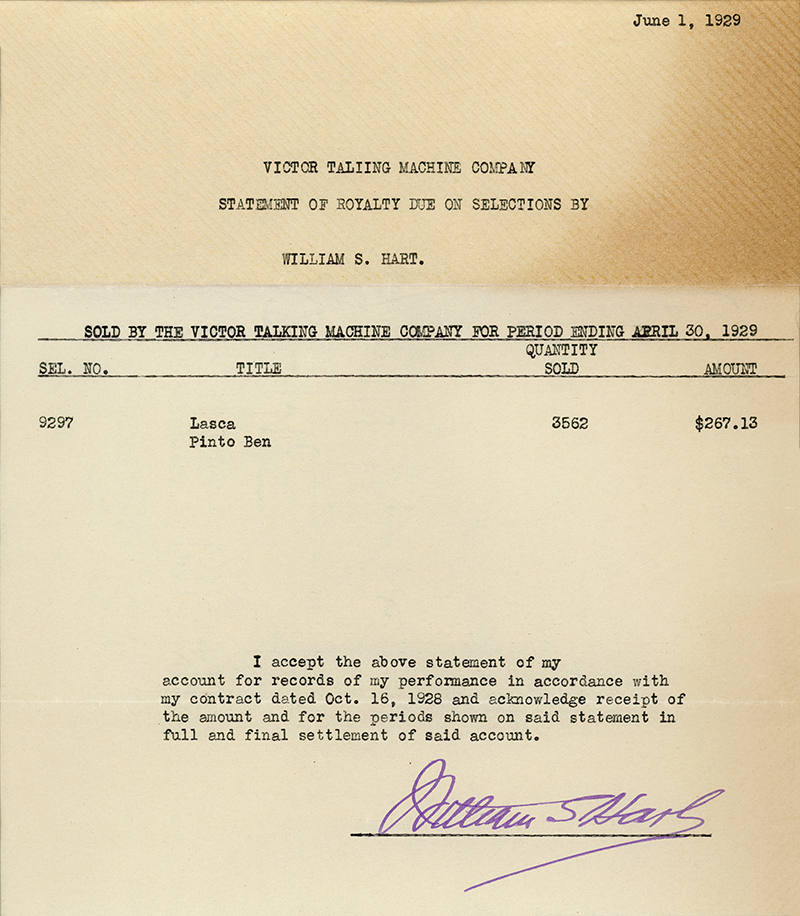 June 1, 1929
VICTOR TALIING MACHINE COMPANY
STATEMENT OF ROYALTY DUE ON SELECTIONS BY
WILLIAM S. HART.
SOLD BY THE VICTOR TALKING MACHINE COMPANY FOR PERIOD ENDING APRIL 30, 1929
QUANTITY
SEL. NO. TITLE SOLD AMOUNT
9297 Lasca 3562 $267.13
Pinto Ben
I accept the above statement of my
account for records of my performance in accordance with
my contract dated Oct. 16, 1928 and acknowledge receipt of
the amount and for the periods shown on said statement in
full and final settlement of said account.
William S Hart